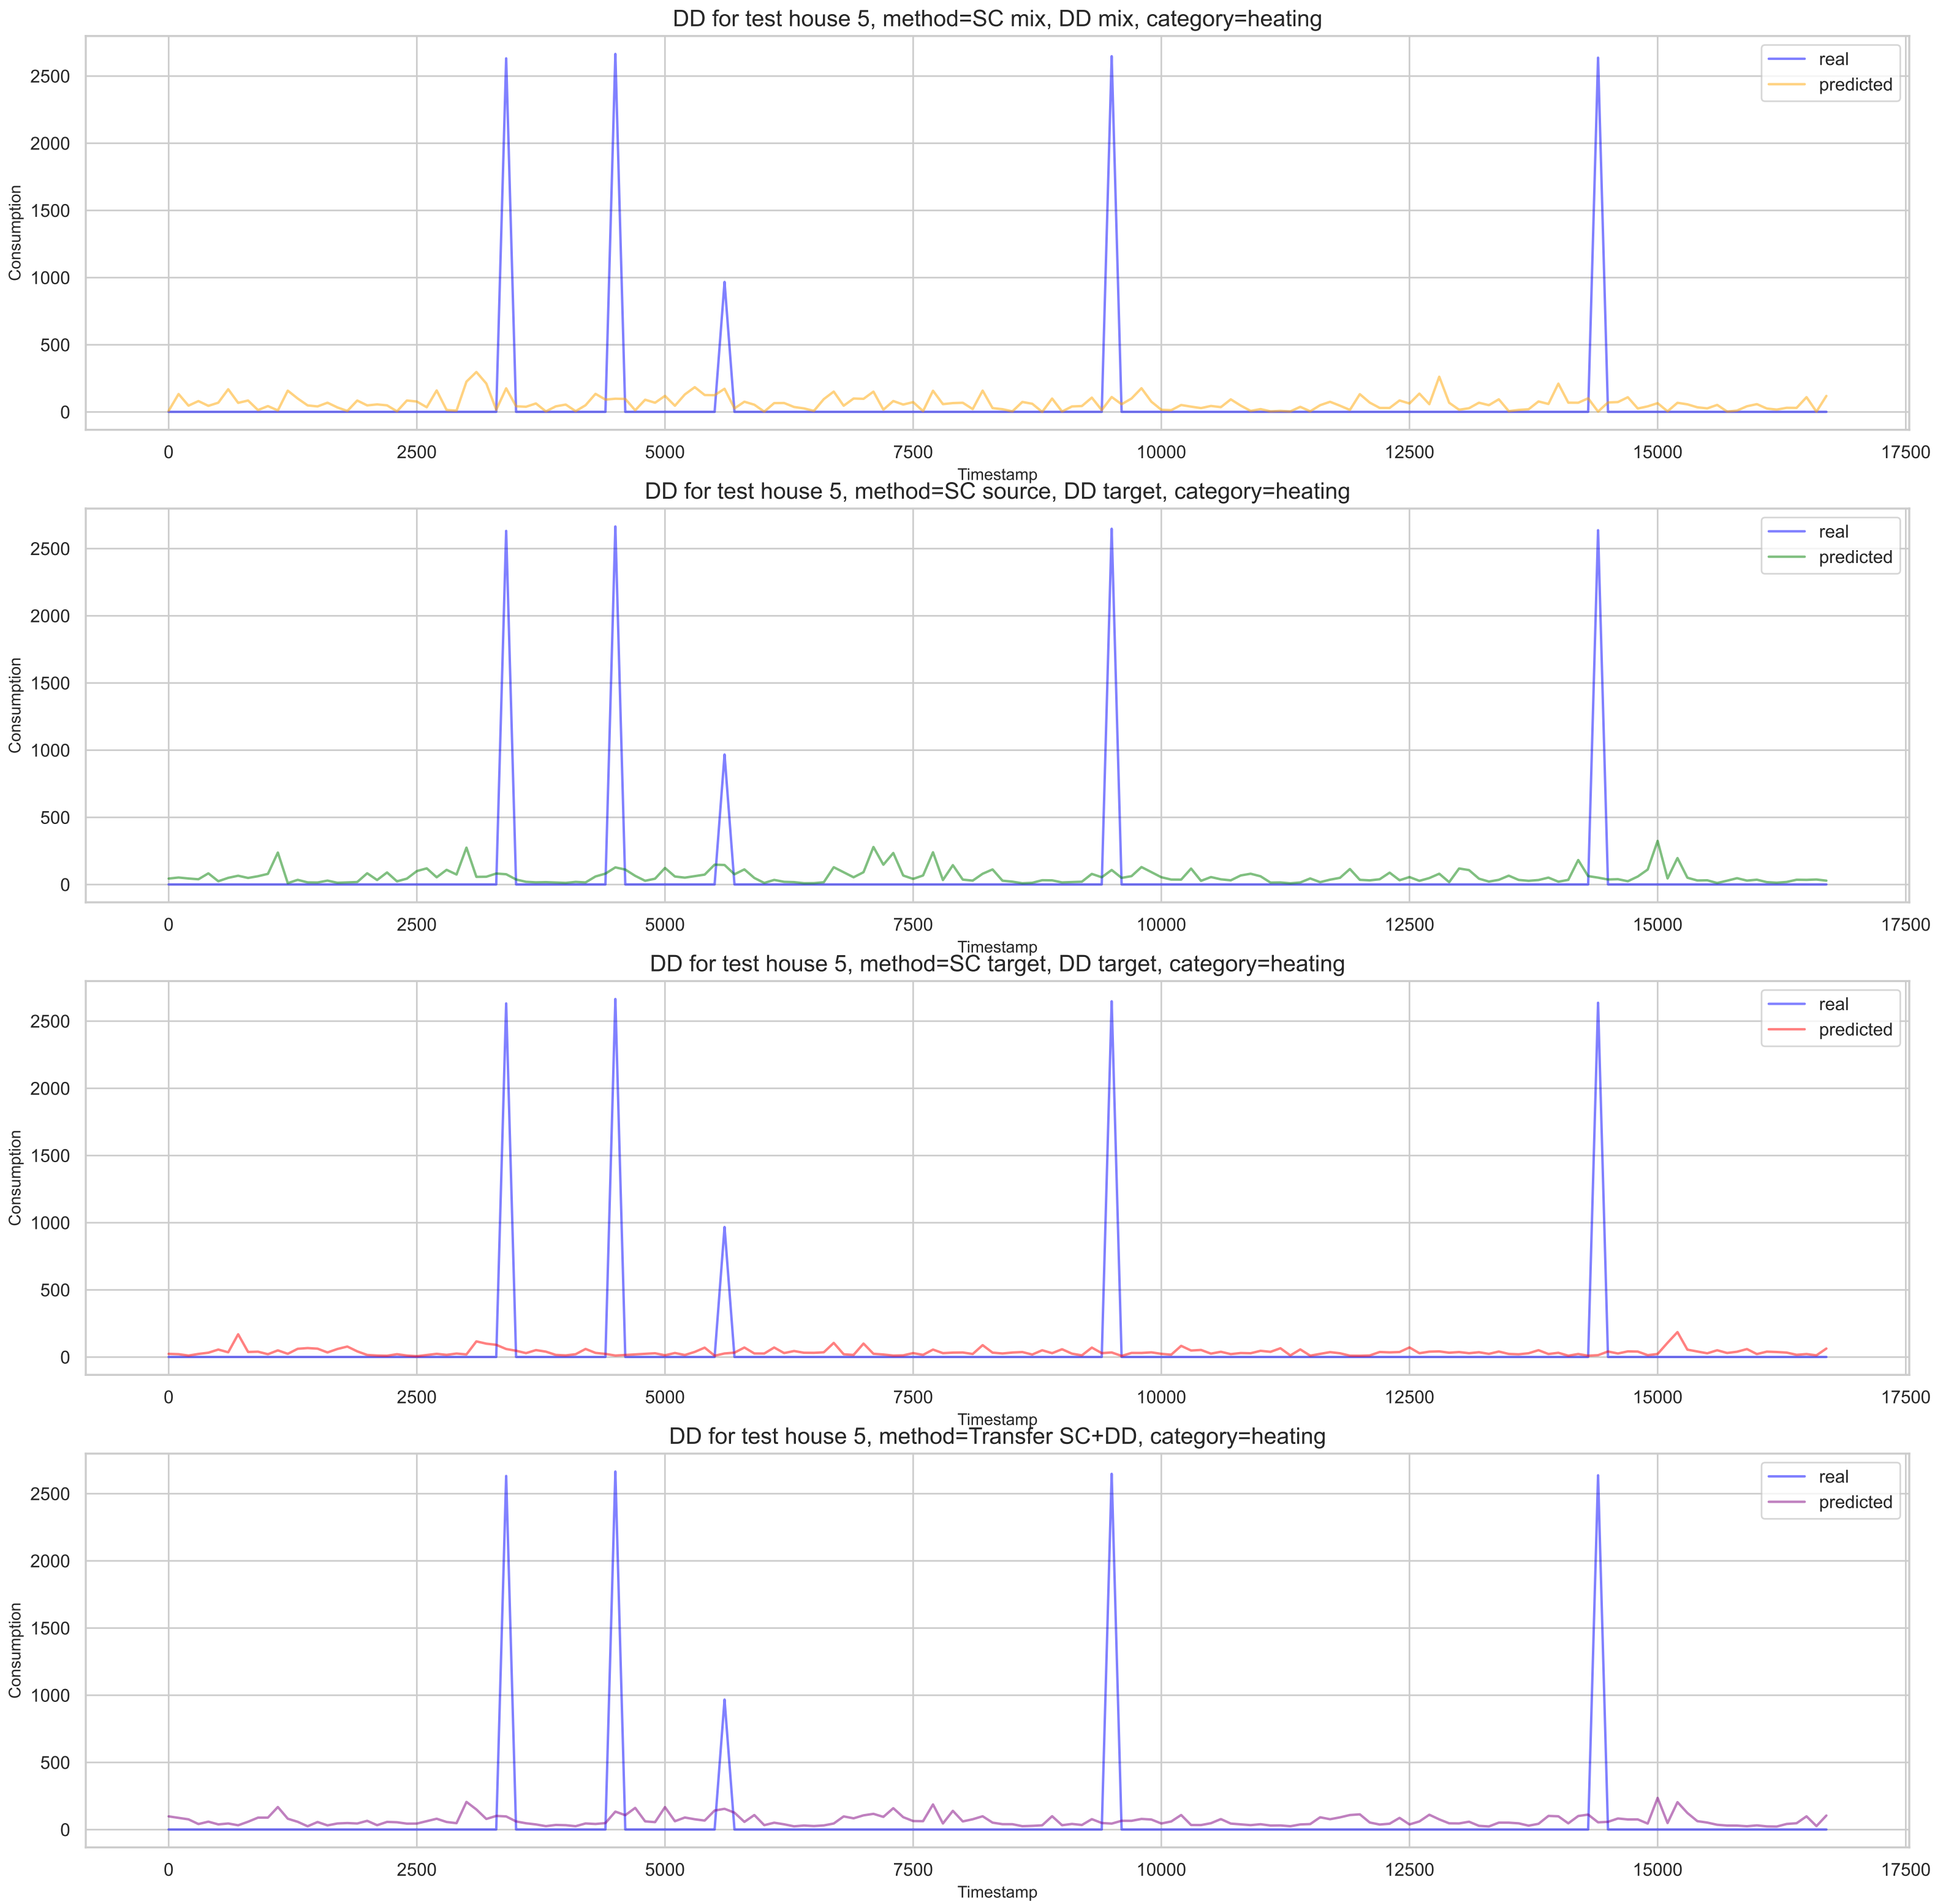 DD for test house 5, method=SC mix, DD mix, category=heating
real
predicted
Consumption
2500
2000
1500
1000
500
0
0 2500 5000 7500 10000 12500 15000 17500
Timestamp
DD for test house 5, method=SC source, DD target, category=heating
real
predicted
Consumption
2500
2000
1500
1000
500
0
0 2500 5000 7500 10000 12500 15000 17500
Timestamp
DD for test house 5, method=SC target, DD target, category=heating
real
predicted
Consumption
2500
2000
1500
1000
500
0
0 2500 5000 7500 10000 12500 15000 17500
Timestamp
DD for test house 5, method=Transfer SC+DD, category=heating
real
predicted
Consumption
2500
2000
1500
1000
500
0
0 2500 5000 7500 10000 12500 15000 17500
Timestamp